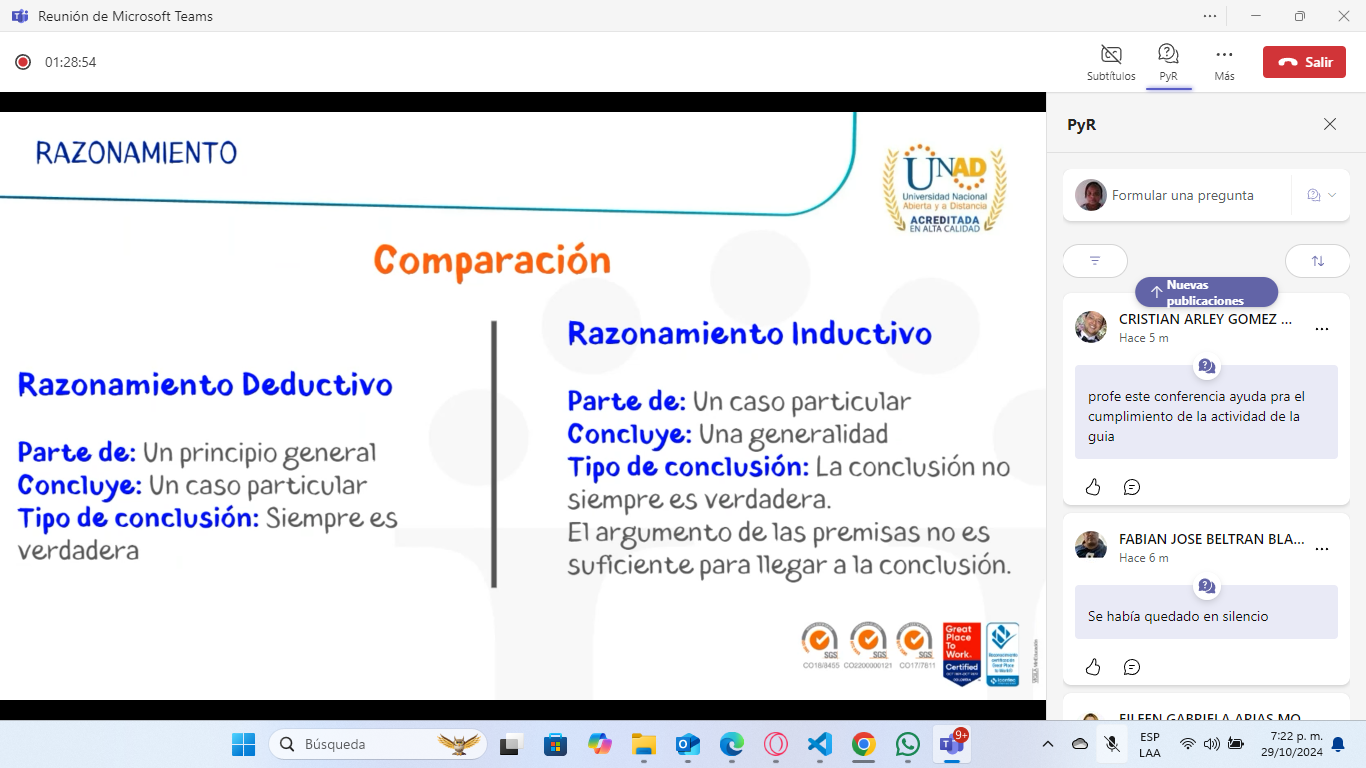 Reunión de Microsoft Teams
01:28:54
Subtítulos
PyR
Más
Salir
RAZONAMIENTO
UNAD
Universidad Nacional
Abierta y a Distancia
ACREDITADA
EN ALTA CALIDAD
Comparación
Razonamiento Deductivo
Parte de: Un principio general
Concluye: Un caso particular
Tipo de conclusión: Siempre es
verdadera
Razonamiento Inductivo
Parte de: Un caso particular
Concluye: Una generalidad
Tipo de conclusión: La conclusión no
siempre es verdadera.
El argumento de las premisas no es
suficiente para llegar a la conclusión.
SGS
SGS
SGS
CO18/8455
CO2200000121
CO17/7811
Great
Place
To
Work.
Certified
PyR
Formular una pregunta
Nuevas
publicaciones
CRISTIAN ARLEY GOMEZ ...
Hace 5 m
profe este conferencia ayuda pra el
cumplimiento de la actividad de la
guia
FABIAN JOSE BELTRAN BLA...
Hace 6 m
Se había quedado en silencio
EILEEN GABRIELA ARIAS MO
Búsqueda
9+
ESP
LAA
7:22 p. m.
29/10/2024